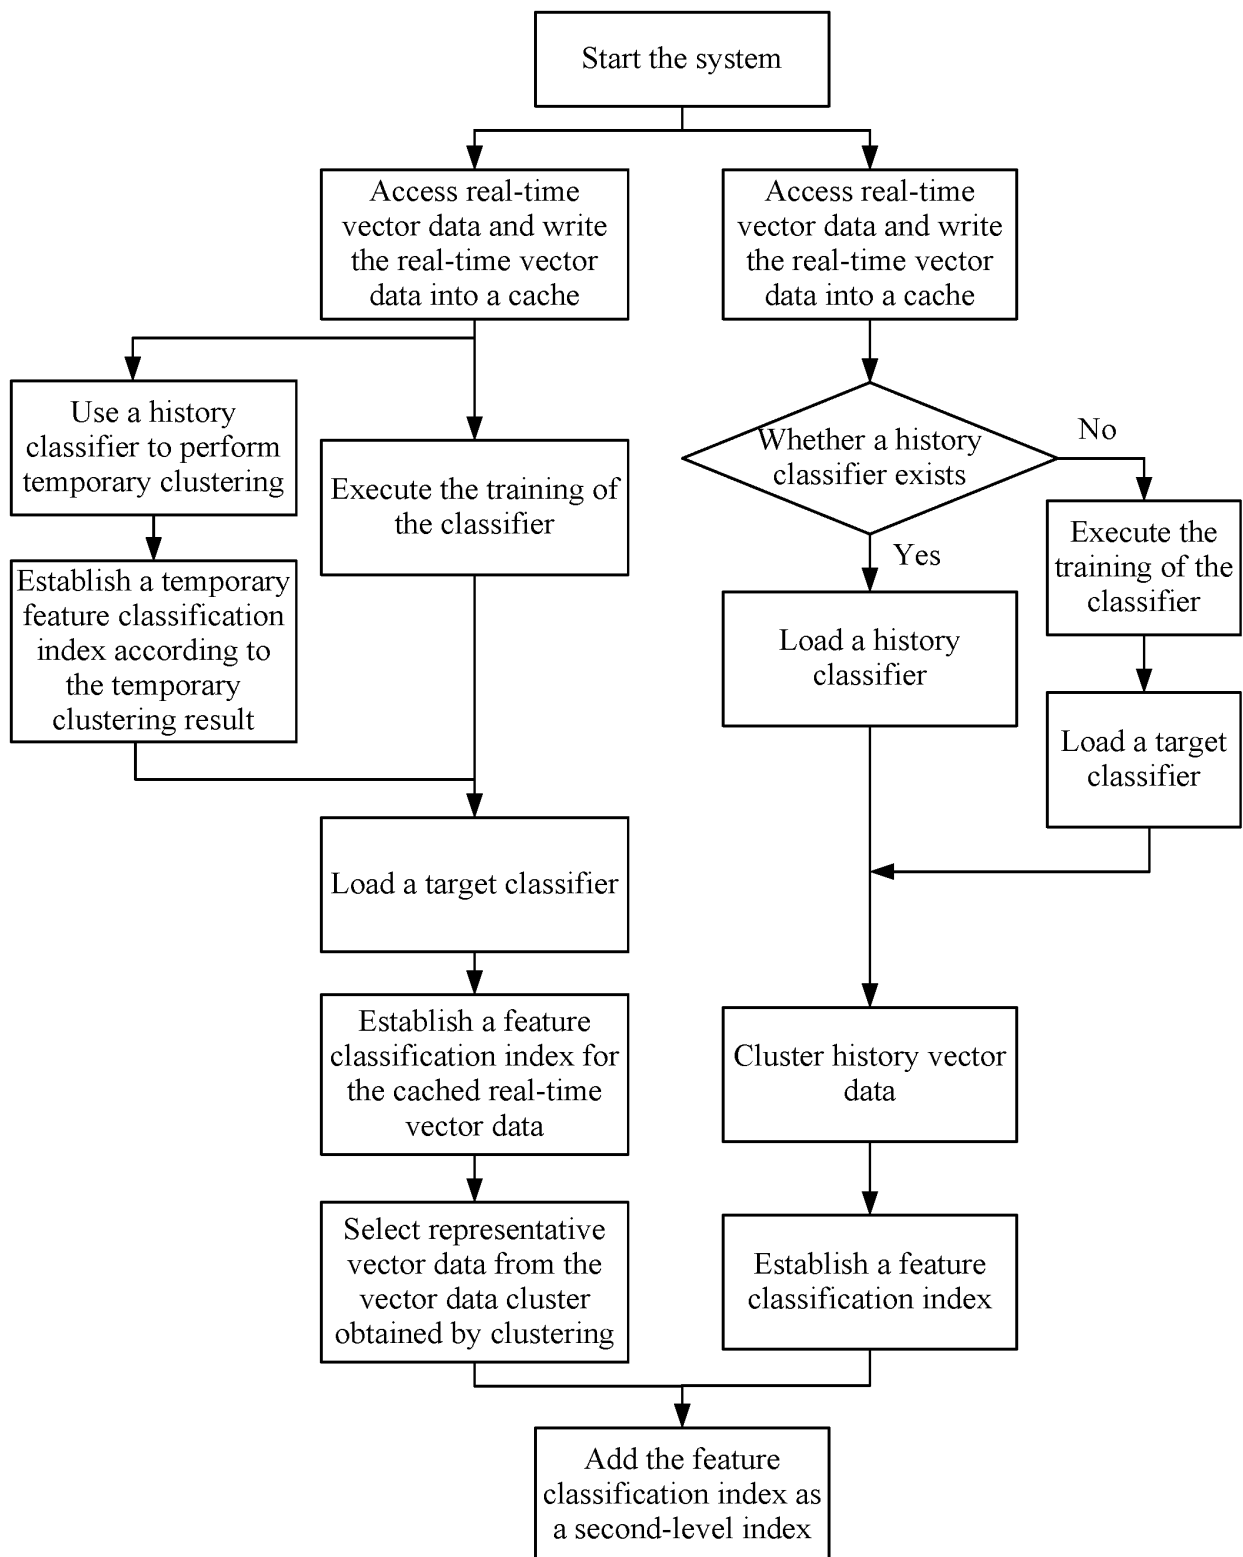 Start the system
Access real-time
vector data and write
the real-time vector
data into a cache
Access real-time
vector data and write
the real-time vector
data into a cache
Use a history
classifier to perform
temporary clustering
Execute the training of
the classifier
Whether a history
classifier exists
No
Yes
Execute the
training of the
classifier
Establish a temporary
feature classification
index according to
the temporary
clustering result
Load a history
classifier
Load a target
classifier
Load a target classifier
Establish a feature
classification index for
the cached real-time
vector data
Cluster history vector
data
Select representative
vector data from the
vector data cluster
obtained by clustering
Establish a feature
classification index
Add the feature
classification index as
a second-level index